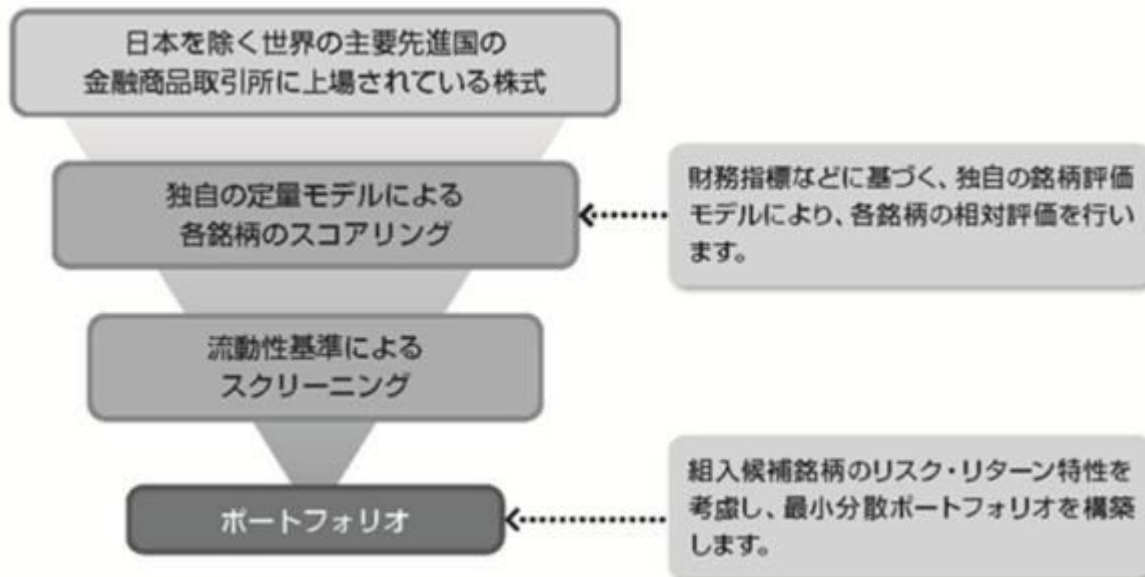 日本を除く世界の主要先進国の
金融商品取引所に上場されている株式
独自の定量モデルによる
各銘柄のスコアリング
財務指標などに基づく、独自の銘柄評価
モデルにより、各銘柄の相対評価を行い
ます。
流動性基準による
スクリーニング
ポートフォリオ
組入候補銘柄のリスク・リターン特性を
考慮し、最小分散ポートフォリオを構築
します。